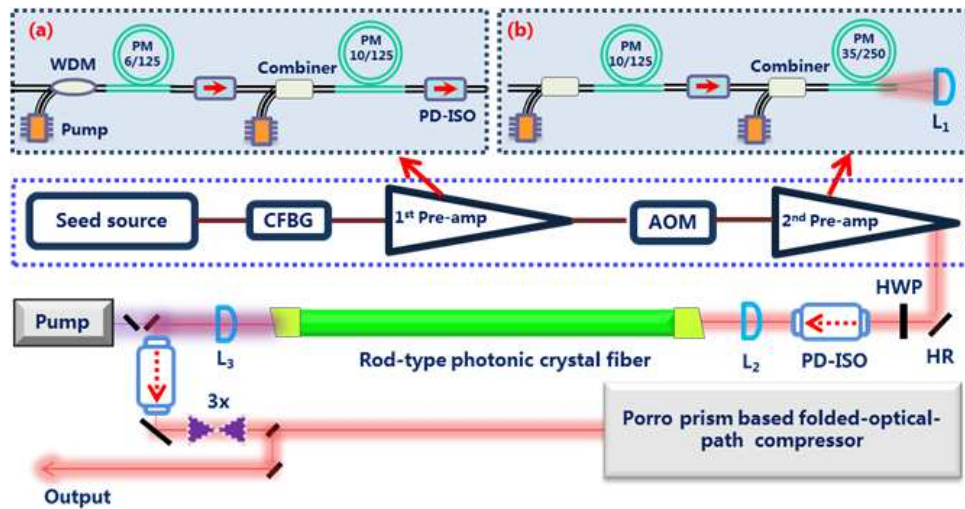 (a)
WDM
PM
6/125
Combiner
PM
10/125
Pump
PD-ISO
(b)
PM
10/125
Combiner
PM
35/250
L₁
Seed source
CFBG
1st Pre-amp
AOM
2nd Pre-amp
Pump
L₃
Rod-type photonic crystal fiber
L₂
PD-ISO
HWP
HR
3x
Porro prism based folded-optical-
path compressor
Output